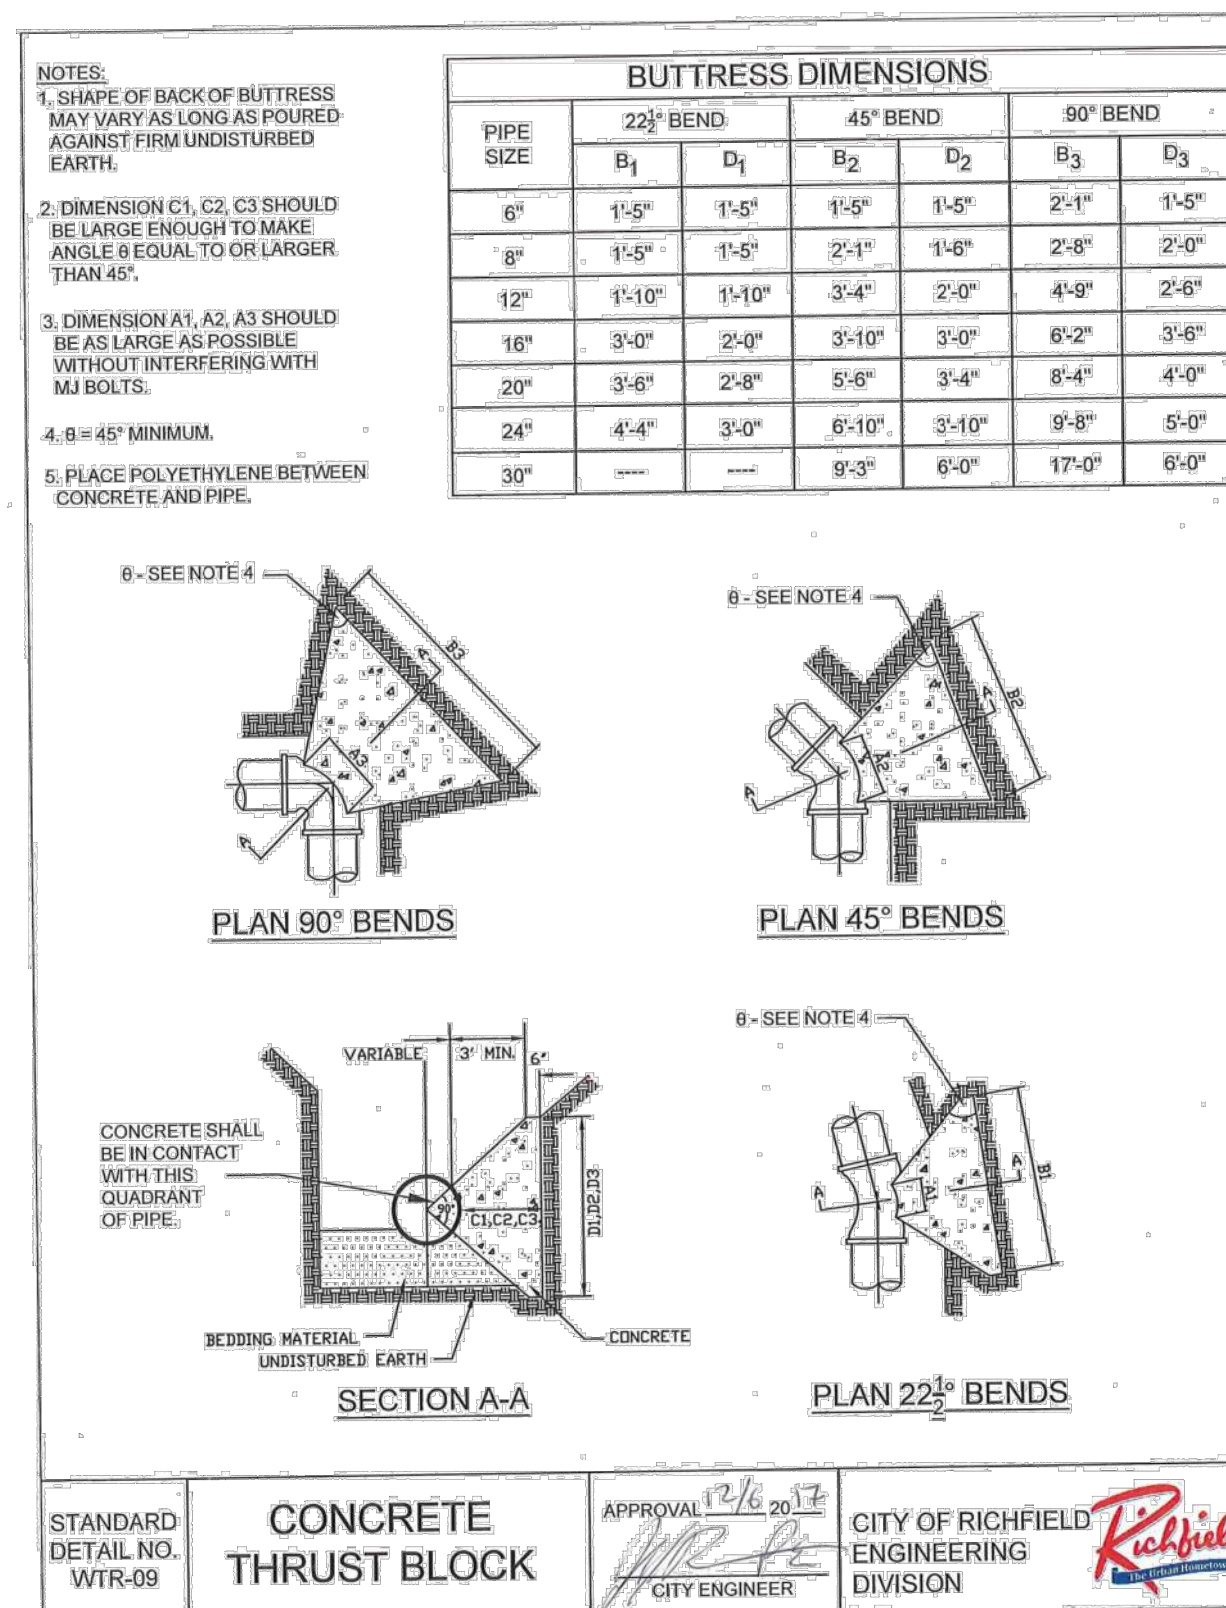 NOTES:
1. SHAPE OF BACK OF BUTTRESS
MAY VARY AS LONG AS POURED
AGAINST FIRM UNDISTURBED
EARTH.
2. DIMENSION C1, C2, C3 SHOULD
BE LARGE ENOUGH TO MAKE
ANGLE θ EQUAL TO OR LARGER
THAN 45°.
3. DIMENSION A1, A2, A3 SHOULD
BE AS LARGE AS POSSIBLE
WITHOUT INTERFERING WITH
MJ BOLTS.
4. θ = 45° MINIMUM.
5. PLACE POLYETHYLENE BETWEEN
CONCRETE AND PIPE.
BUTTRESS DIMENSIONS
PIPE SIZE 22 1/2° BEND 45° BEND 90° BEND
B1 D1 B2 D2 B3 D3
6" 1'-5" 1'-5" 1'-5" 1'-5" 2'-1" 1'-5"
8" 1'-5" 1'-5" 2'-1" 1'-6" 2'-8" 2'-0"
12" 1'-10" 1'-10" 3'-4" 2'-0" 4'-9" 2'-6"
16" 3'-0" 2'-0" 3'-10" 3'-0" 6'-2" 3'-6"
20" 3'-6" 2'-8" 5'-6" 3'-4" 8'-4" 4'-0"
24" 4'-4" 3'-0" 6'-10" 3'-10" 9'-8" 5'-0"
30" ---- ---- 9'-3" 6'-0" 17'-0" 6'-0"
θ - SEE NOTE 4
B3
A
A3
A
PLAN 90° BENDS
θ - SEE NOTE 4
B2
A
A2
A
PLAN 45° BENDS
VARIABLE
3' MIN.
6"
CONCRETE SHALL
BE IN CONTACT
WITH THIS
QUADRANT
OF PIPE.
90°
C1,C2,C3
D1,D2,D3
BEDDING MATERIAL
UNDISTURBED EARTH
CONCRETE
SECTION A-A
θ - SEE NOTE 4
A
A1
A
B1
PLAN 22 1/2° BENDS
STANDARD
DETAIL NO.
WTR-09
CONCRETE
THRUST BLOCK
APPROVAL 12/6 2017
CITY ENGINEER
CITY OF RICHFIELD
ENGINEERING
DIVISION
Richfiel
The Urban Hometow